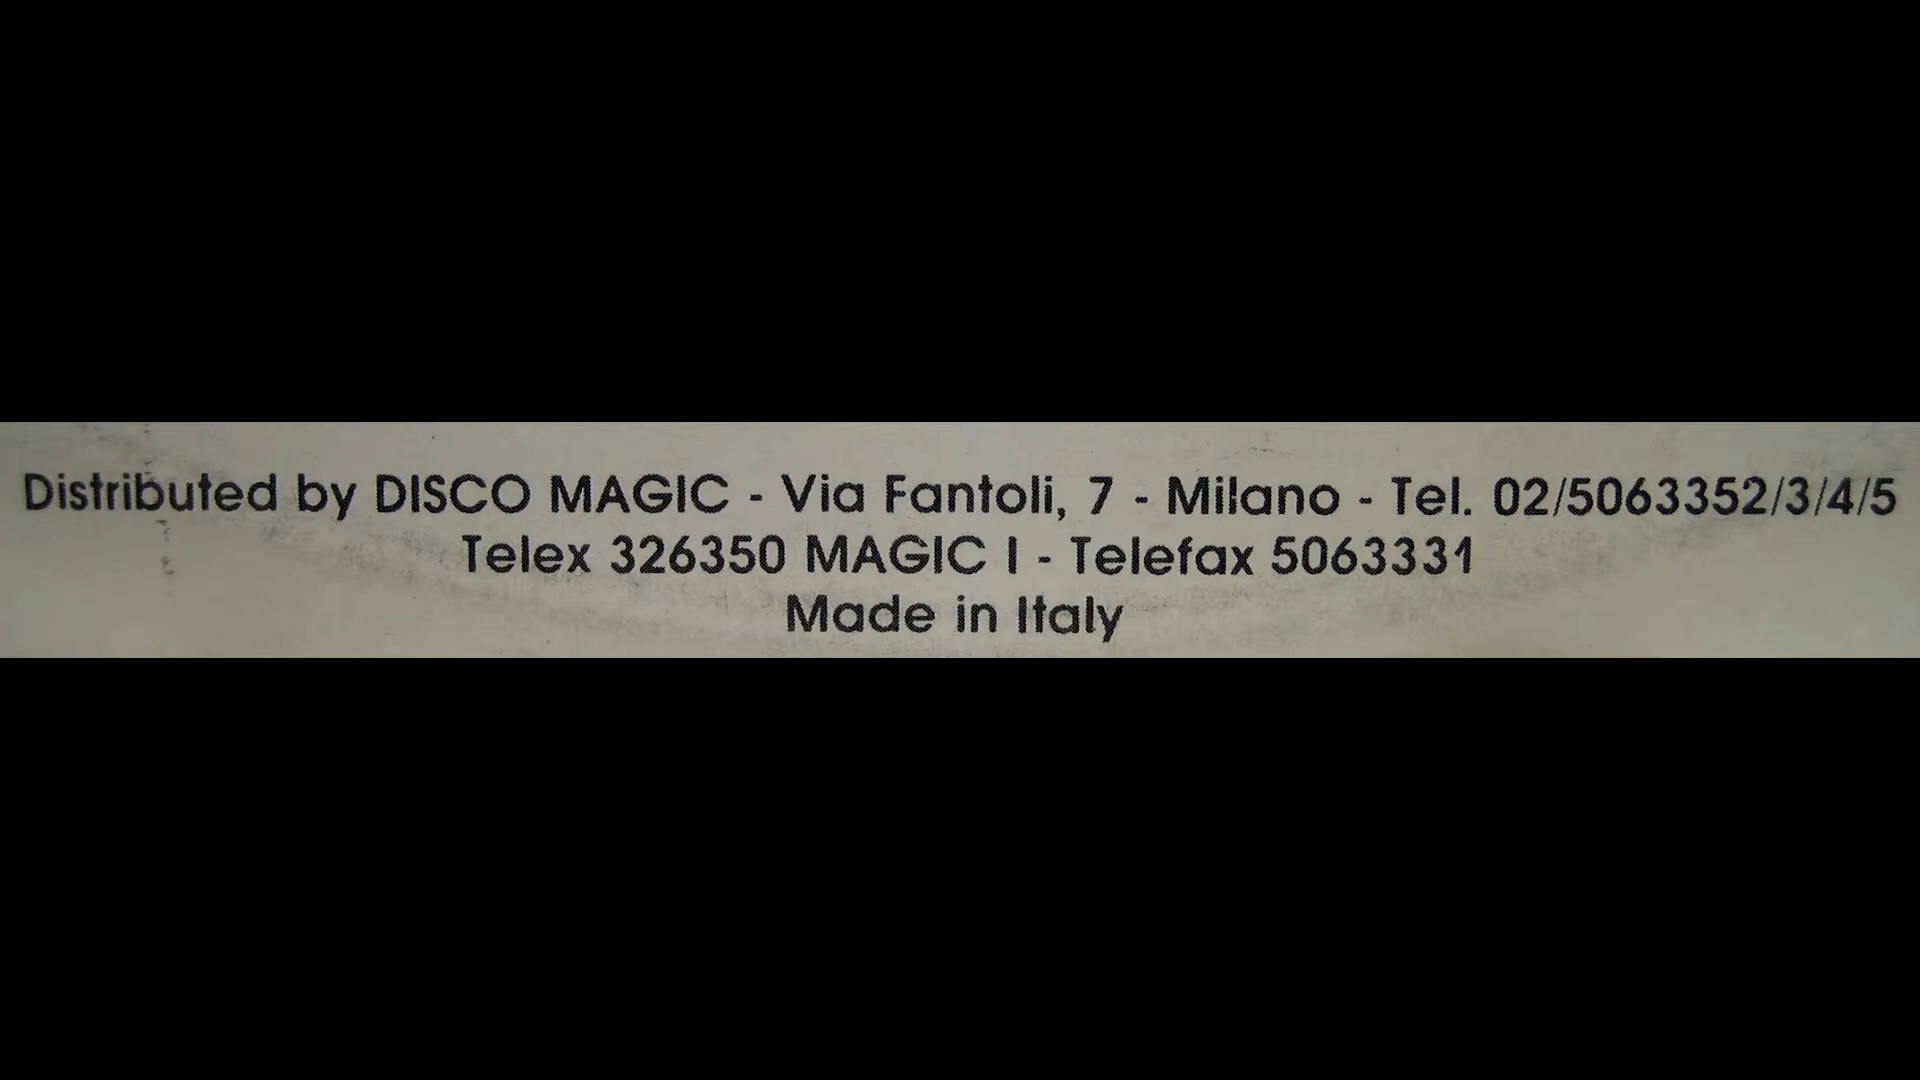 Distributed by DISCO MAGIC - Via Fantoli, 7 - Milano - Tel. 02/5063352/3/4/5
Telex 326350 MAGIC I - Telefax 5063331
Made in Italy